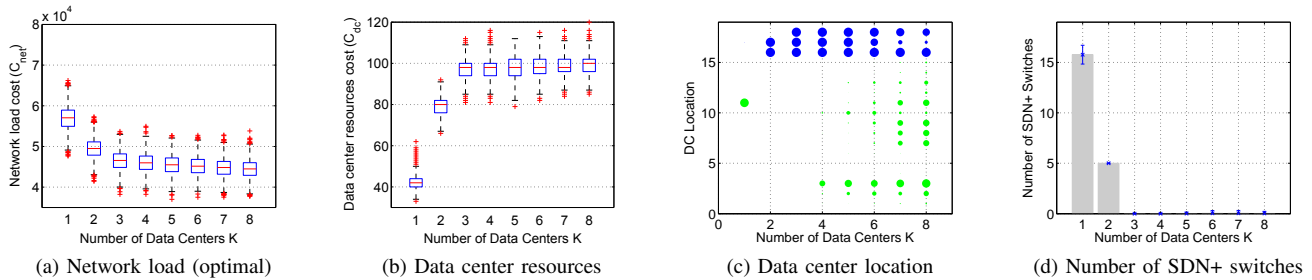 x 10^4
8
7
6
5
4
Network load cost (C_net)
1 2 3 4 5 6 7 8
Number of Data Centers K
(a) Network load (optimal)
120
100
80
60
40
Data center resources cost (C_dc)
1 2 3 4 5 6 7 8
Number of Data Centers K
(b) Data center resources
15
10
5
0
DC Location
0 2 4 6 8
Number of Data Centers K
(c) Data center location
15
10
5
0
Number of SDN+ Switches
1 2 3 4 5 6 7 8
Number of Data Centers K
(d) Number of SDN+ switches